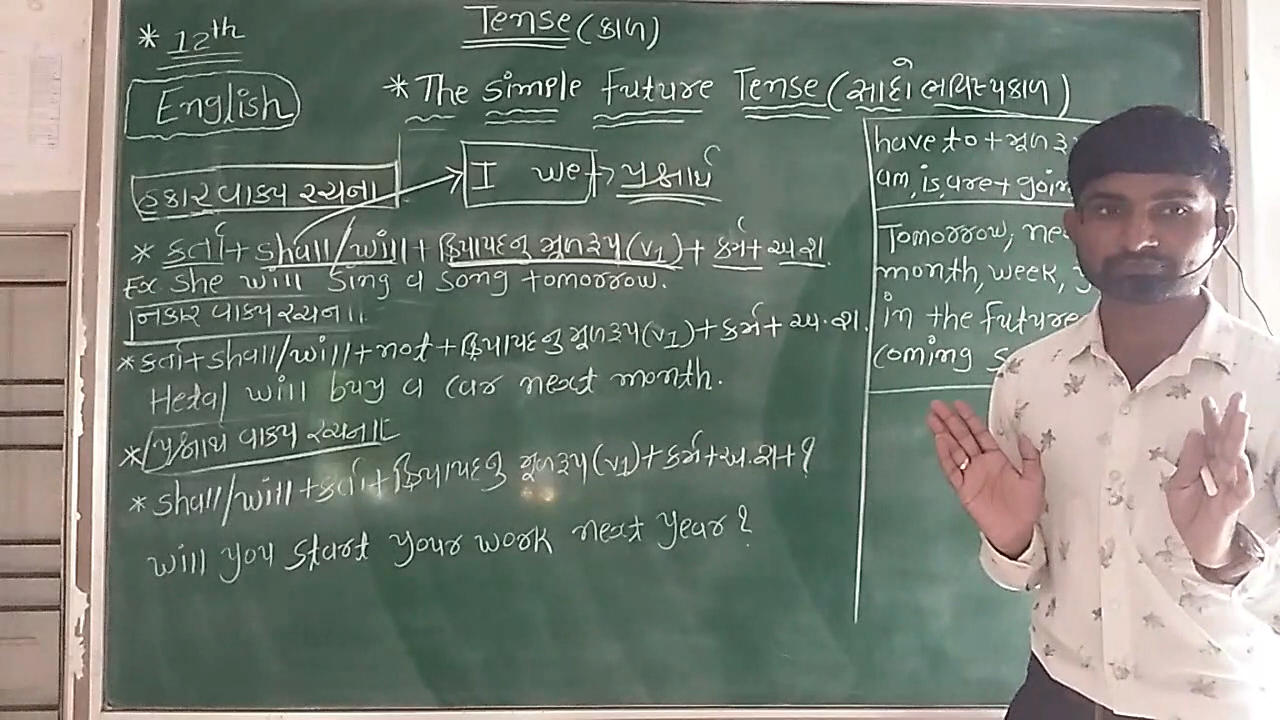 Tense (કાળ)
* 12th
English
* The Simple Future Tense (સાદો ભવિષ્યકાળ)
હકાર વાક્ય રચના
I we → પ્રશ્નાર્થ
* કર્તા + shall/will + ક્રિયાપદનુ મૂળરૂપ (V1) + કર્મ + અ.શ.
Ex She will Sing a Song tomorrow.
નકાર વાક્ય રચના
* કર્તા + shall/will + not + ક્રિયાપદનુ મૂળરૂપ (V1) + કર્મ + અ.શ.
Hetal will buy a car next month.
* પ્રશ્નાર્થ વાક્ય રચના
* shall/will + કર્તા + ક્રિયાપદનુ મૂળરૂપ (V1) + કર્મ + અ.શ + ?
will you start your work next year?
have to + મૂળરૂ
am, is, are + goin
Tomorrow, ne
month, week,
in the future
coming